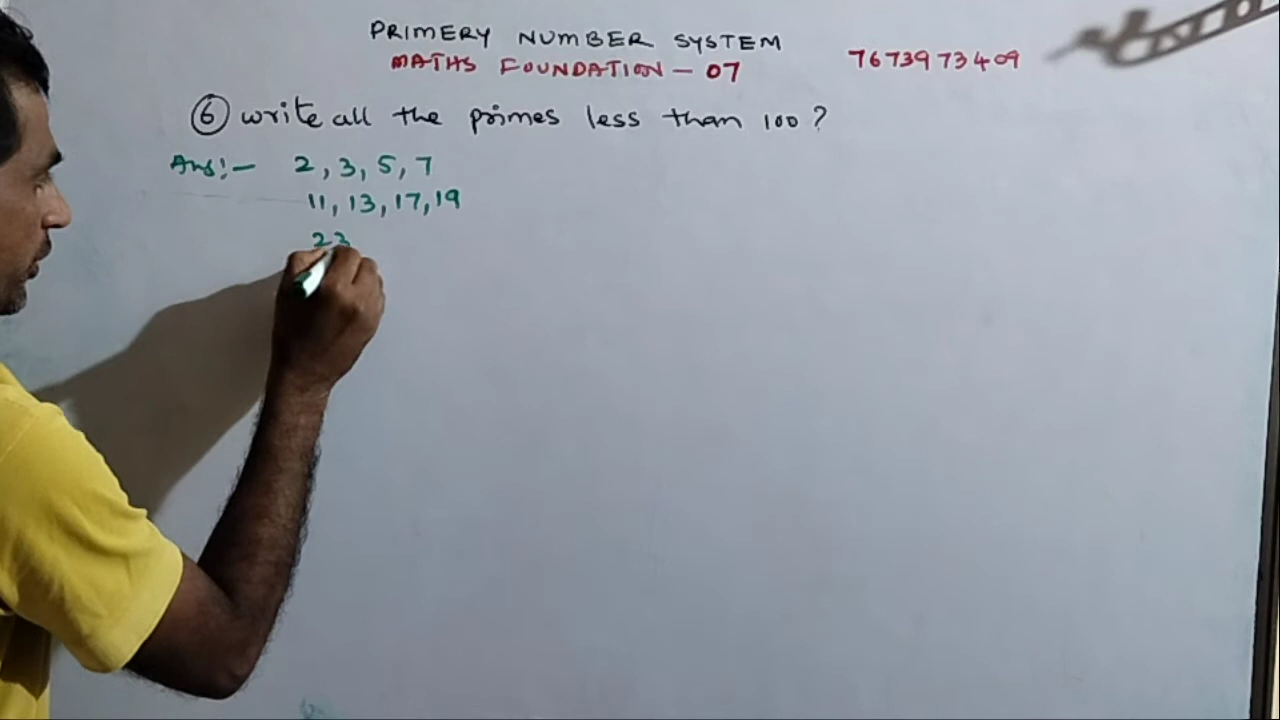 PRIMERY NUMBER SYSTEM
MATHS FOUNDATION – 07
7673973409
⑥ write all the primes less than 100 ?
Ans:- 2, 3, 5, 7
11, 13, 17, 19
23